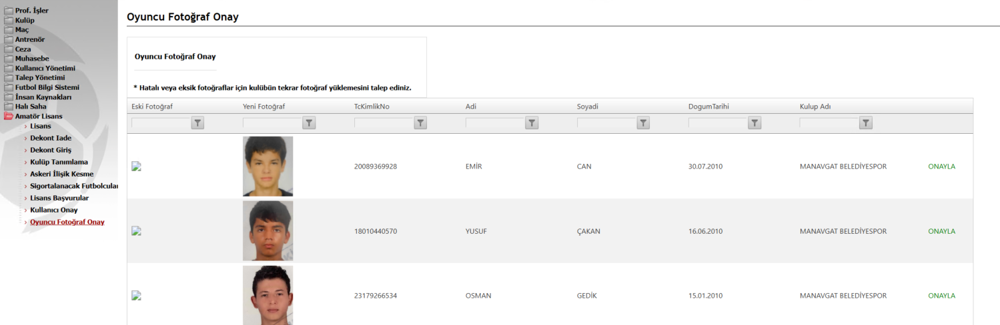 Prof. İşler
Kulüp
Maç
Antrenör
Ceza
Muhasebe
Kullanıcı Yönetimi
Talep Yönetimi
Futbol Bilgi Sistemi
İnsan Kaynakları
Halı Saha
Amatör Lisans
Lisans
Dekont Iade
Dekont Giriş
Kulüp Tanımlama
Askeri İlişik Kesme
Sigortalanacak Futbolcular
Lisans Başvurular
Kullanıcı Onay
Oyuncu Fotoğraf Onay
Oyuncu Fotoğraf Onay
Oyuncu Fotoğraf Onay
* Hatalı veya eksik fotoğraflar için kulübün tekrar fotoğraf yüklemesini talep ediniz.
Eski Fotoğraf Yeni Fotoğraf TcKimlikNo Adi Soyadi DogumTarihi Kulup Adı
20089369928 EMİR CAN 30.07.2010 MANAVGAT BELEDİYESPOR ONAYLA
18010440570 YUSUF ÇAKAN 16.06.2010 MANAVGAT BELEDİYESPOR ONAYLA
23179266534 OSMAN GEDİK 15.01.2010 MANAVGAT BELEDİYESPOR ONAYLA